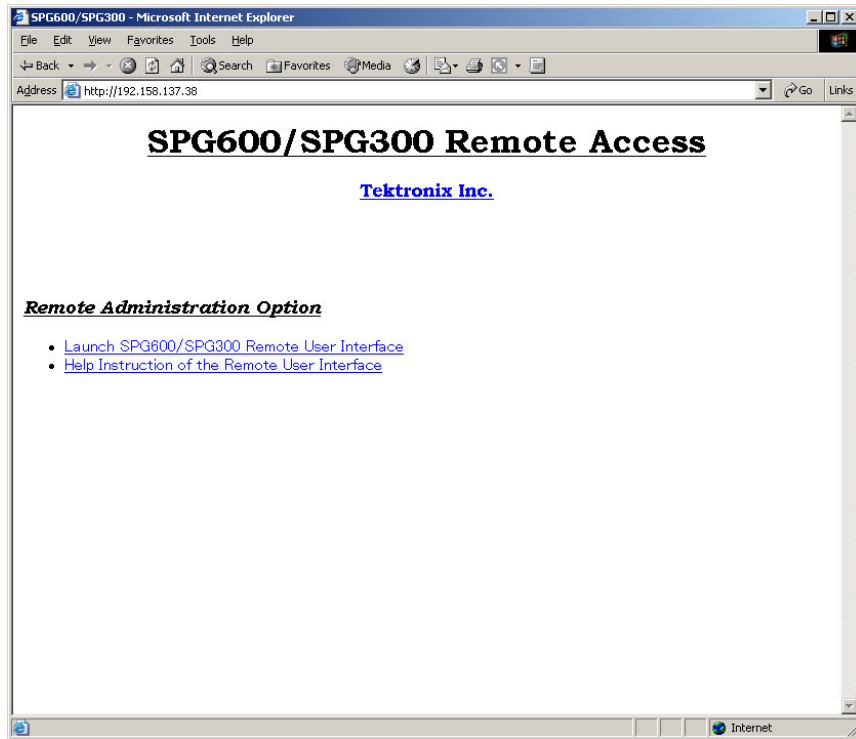 SPG600/SPG300 - Microsoft Internet Explorer
File Edit View Favorites Tools Help
Back Search Favorites Media
Address http://192.158.137.38 Go Links
SPG600/SPG300 Remote Access
Tektronix Inc.
Remote Administration Option
• Launch SPG600/SPG300 Remote User Interface
• Help Instruction of the Remote User Interface
Internet